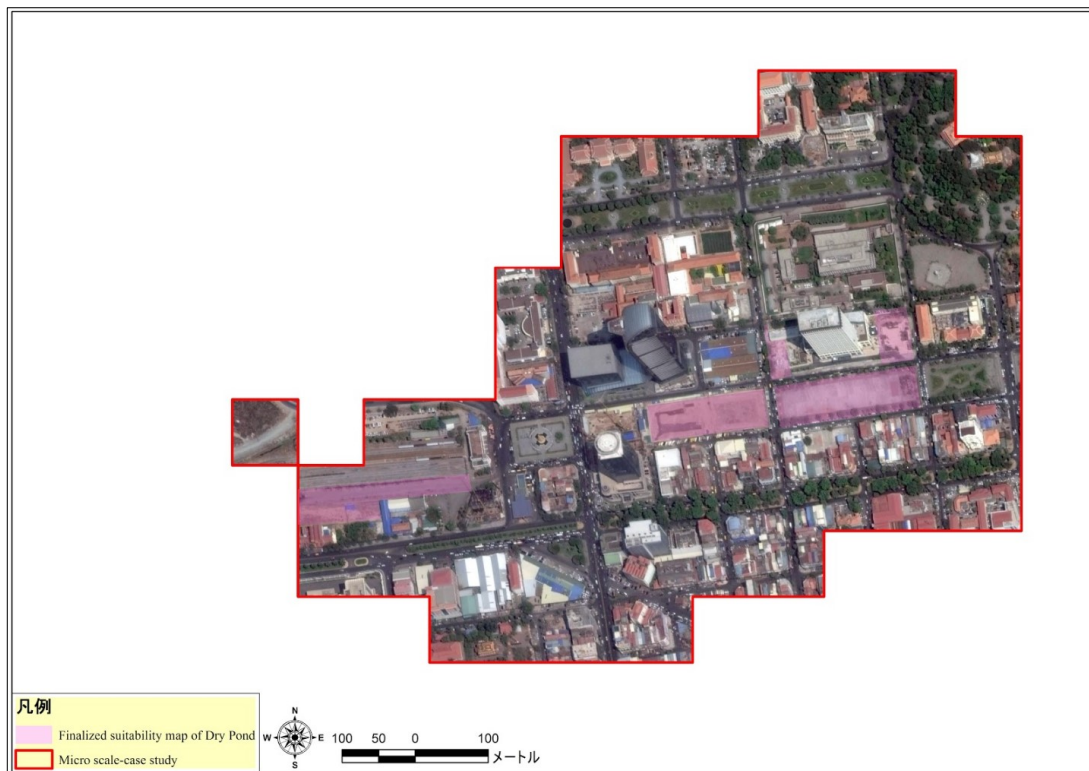 凡例
Finalized suitability map of Dry Pond
Micro scale-case study
N
W E
S
100 50 0 100
メートル